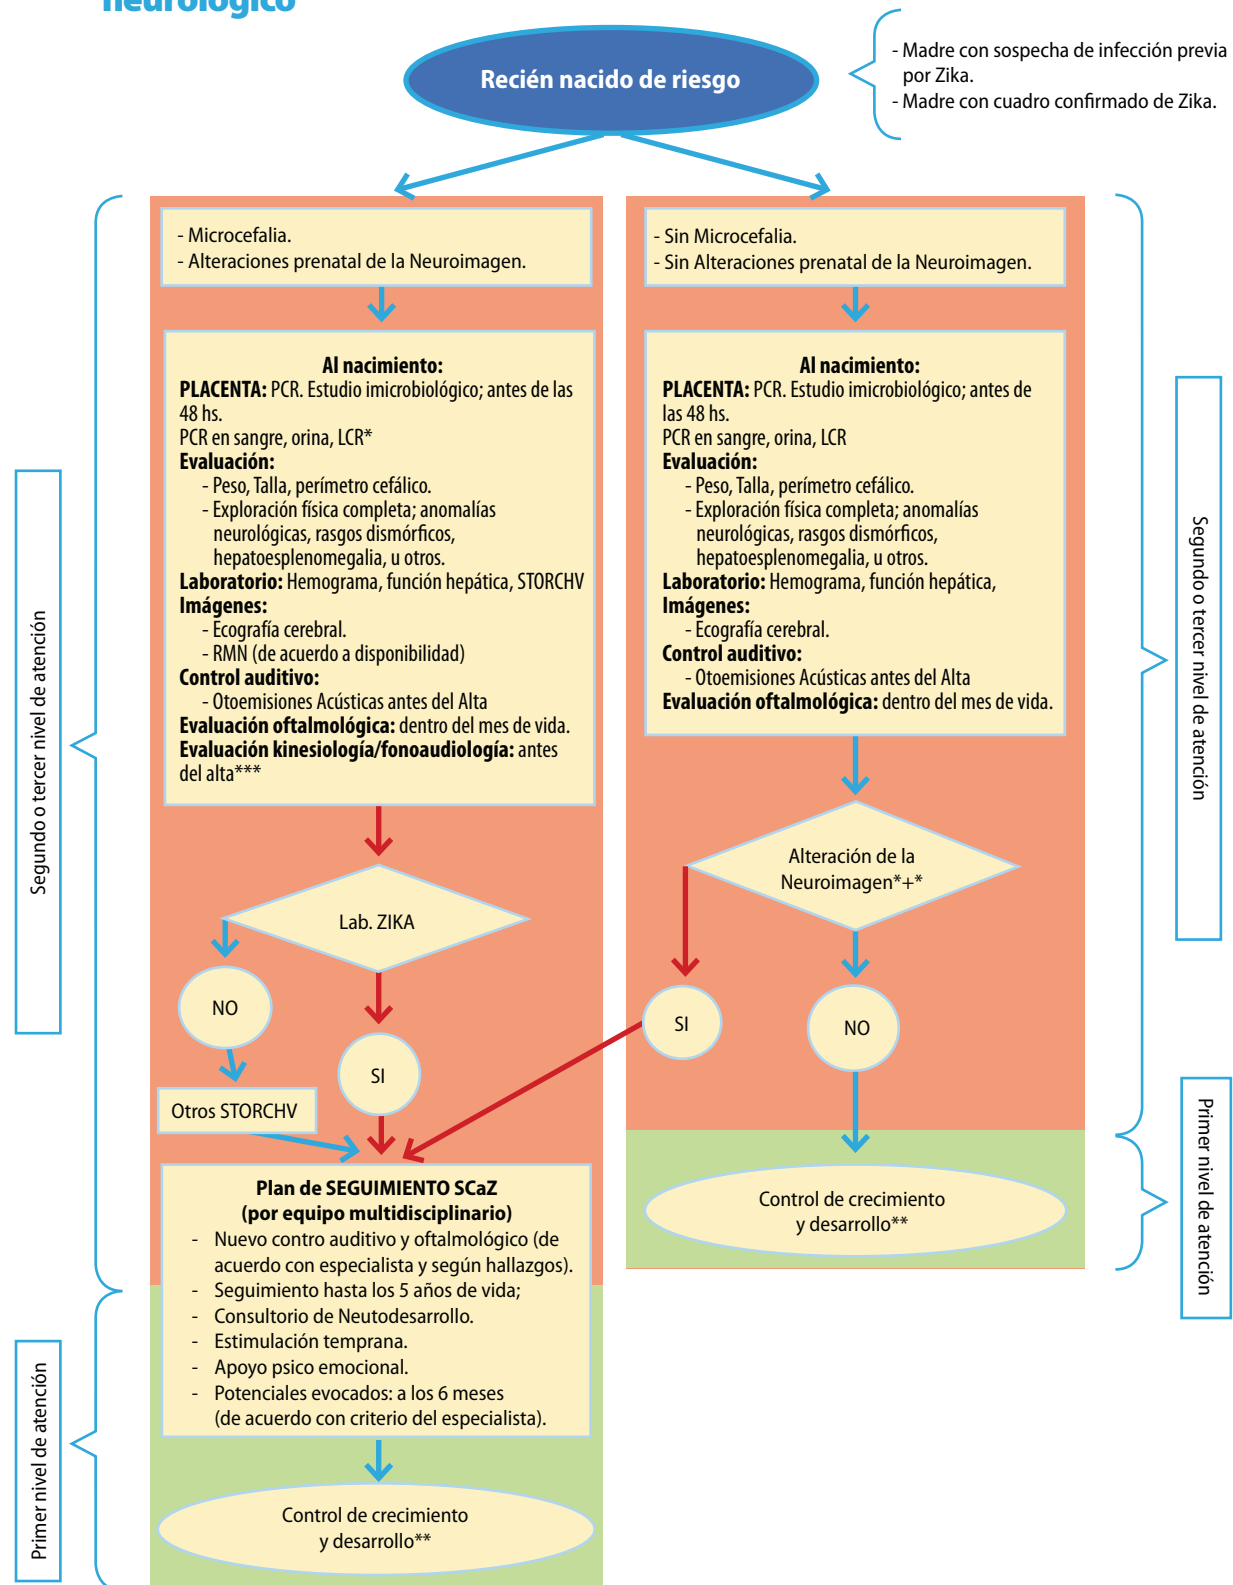 neurológico
Recién nacido de riesgo
- Madre con sospecha de infección previa
por Zika.
- Madre con cuadro confirmado de Zika.
- Microcefalia.
- Alteraciones prenatal de la Neuroimagen.
Al nacimiento:
PLACENTA: PCR. Estudio imicrobiológico; antes de las
48 hs.
PCR en sangre, orina, LCR*
Evaluación:
- Peso, Talla, perímetro cefálico.
- Exploración física completa; anomalías
neurológicas, rasgos dismórficos,
hepatoesplenomegalia, u otros.
Laboratorio: Hemograma, función hepática, STORCHV
Imágenes:
- Ecografía cerebral.
- RMN (de acuerdo a disponibilidad)
Control auditivo:
- Otoemisiones Acústicas antes del Alta
Evaluación oftalmológica: dentro del mes de vida.
Evaluación kinesiología/fonoaudiología: antes
del alta***
Lab. ZIKA
NO
SI
Otros STORCHV
Plan de SEGUIMIENTO SCaZ
(por equipo multidisciplinario)
- Nuevo contro auditivo y oftalmológico (de
acuerdo con especialista y según hallazgos).
- Seguimiento hasta los 5 años de vida;
- Consultorio de Neutodesarrollo.
- Estimulación temprana.
- Apoyo psico emocional.
- Potenciales evocados: a los 6 meses
(de acuerdo con criterio del especialista).
Control de crecimiento
y desarrollo**
Segundo o tercer nivel de atención
Primer nivel de atención
- Sin Microcefalia.
- Sin Alteraciones prenatal de la Neuroimagen.
Al nacimiento:
PLACENTA: PCR. Estudio imicrobiológico; antes de
las 48 hs.
PCR en sangre, orina, LCR
Evaluación:
- Peso, Talla, perímetro cefálico.
- Exploración física completa; anomalías
neurológicas, rasgos dismórficos,
hepatoesplenomegalia, u otros.
Laboratorio: Hemograma, función hepática,
Imágenes:
- Ecografía cerebral.
Control auditivo:
- Otoemisiones Acústicas antes del Alta
Evaluación oftalmológica: dentro del mes de vida.
Alteración de la
Neuroimagen*+*
SI
NO
Control de crecimiento
y desarrollo**
Segundo o tercer nivel de atención
Primer nivel de atención